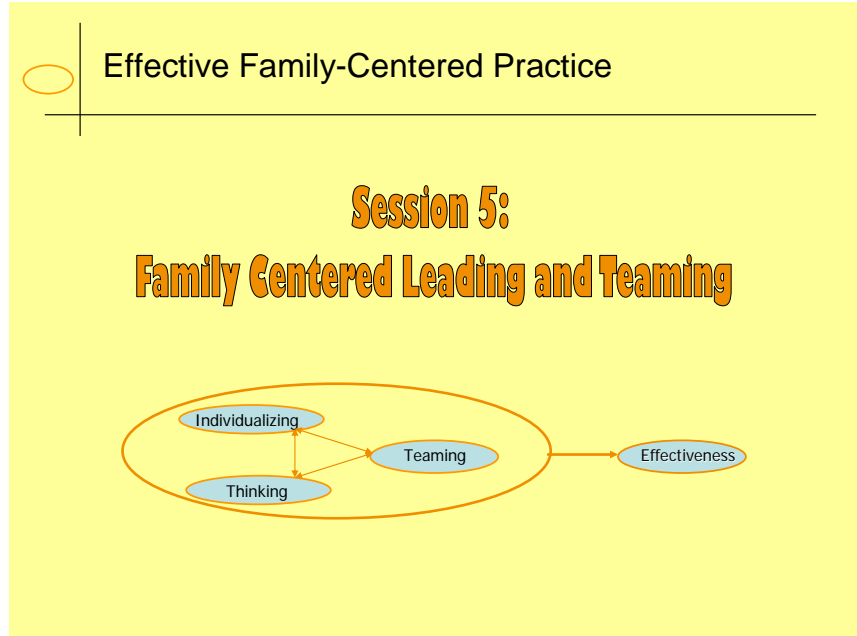 Effective Family-Centered Practice
Session 5:
Family Centered Leading and Teaming
Individualizing
Teaming
Effectiveness
Thinking